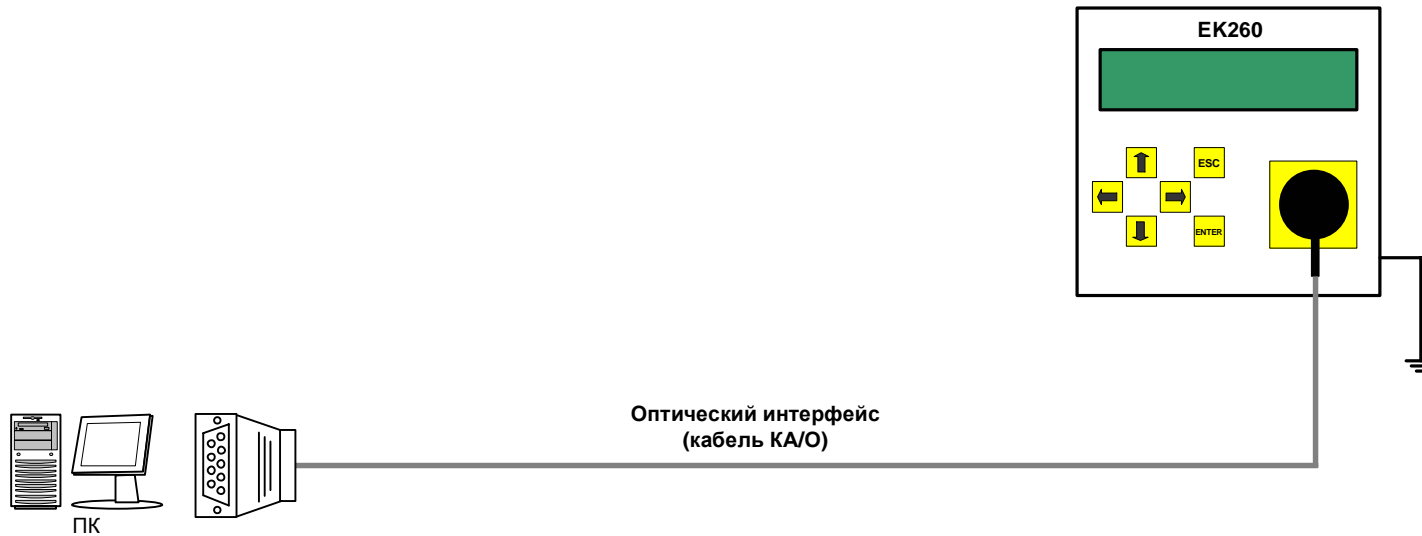 EK260
ESC
ENTER
Оптический интерфейс
(кабель КА/О)
ПК